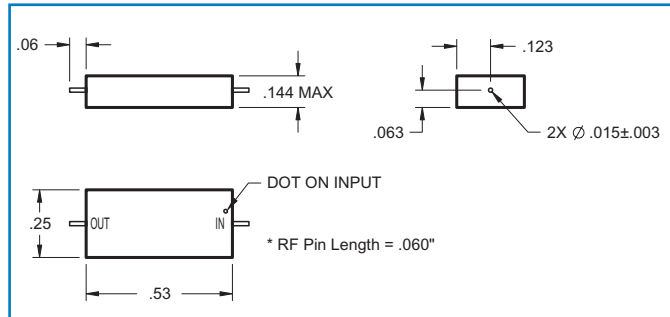 .06
.144 MAX
.123
.063
2X Ø .015±.003
DOT ON INPUT
.25
OUT
IN
* RF Pin Length = .060"
.53